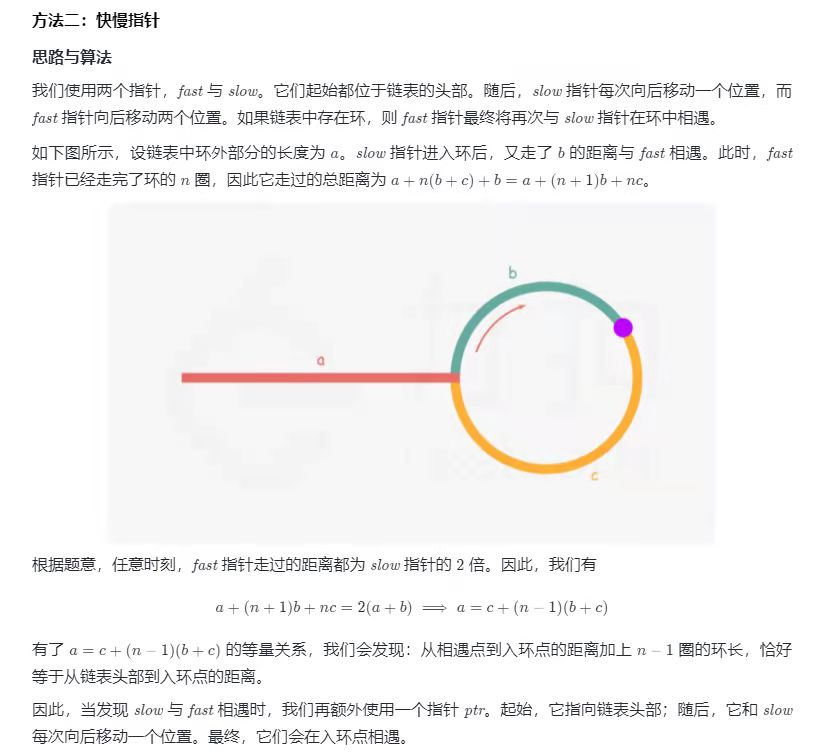 方法二：快慢指针
思路与算法
我们使用两个指针，fast 与 slow。它们起始都位于链表的头部。随后，slow 指针每次向后移动一个位置，而
fast 指针向后移动两个位置。如果链表中存在环，则 fast 指针最终将再次与 slow 指针在环中相遇。
如下图所示，设链表中环外部分的长度为 a。slow 指针进入环后，又走了 b 的距离与 fast 相遇。此时，fast
指针已经走完了环的 n 圈，因此它走过的总距离为 a + n(b + c) + b = a + (n + 1)b + nc。
b
a
c
根据题意，任意时刻，fast 指针走过的距离都为 slow 指针的 2 倍。因此，我们有
a + (n + 1)b + nc = 2(a + b) ⟹ a = c + (n − 1)(b + c)
有了 a = c + (n − 1)(b + c) 的等量关系，我们会发现：从相遇点到入环点的距离加上 n − 1 圈的环长，恰好
等于从链表头部到入环点的距离。
因此，当发现 slow 与 fast 相遇时，我们再额外使用一个指针 ptr。起始，它指向链表头部；随后，它和 slow
每次向后移动一个位置。最终，它们会在入环点相遇。